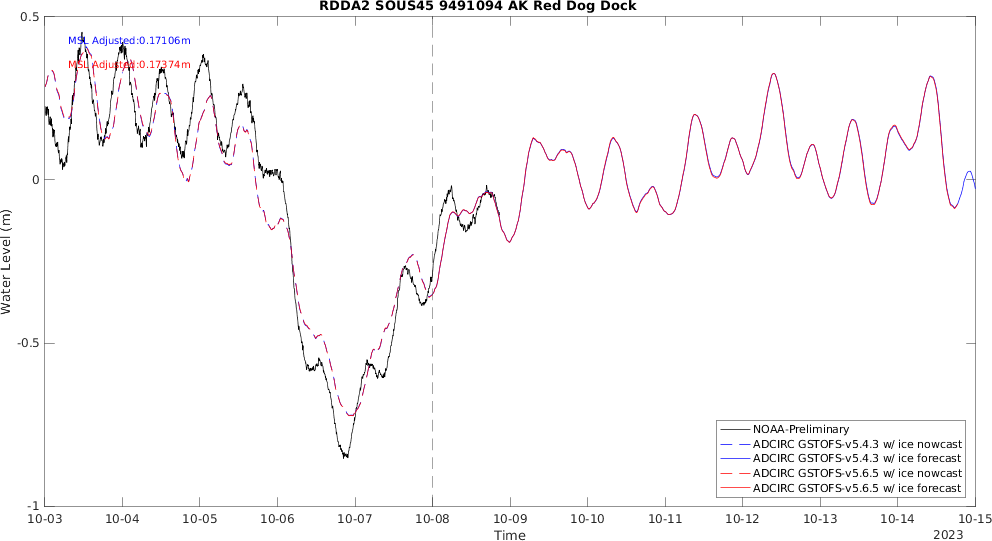 RDDA2 SOUS45 9491094 AK Red Dog Dock
0.5
MSL Adjusted:0.17106m
MSL Adjusted:0.17374m
0
Water Level (m)
-0.5
NOAA-Preliminary
ADCIRC GSTOFS-v5.4.3 w/ ice nowcast
ADCIRC GSTOFS-v5.4.3 w/ ice forecast
ADCIRC GSTOFS-v5.6.5 w/ ice nowcast
ADCIRC GSTOFS-v5.6.5 w/ ice forecast
-1
10-03 10-04 10-05 10-06 10-07 10-08 10-09 10-10 10-11 10-12 10-13 10-14 10-15
Time
2023